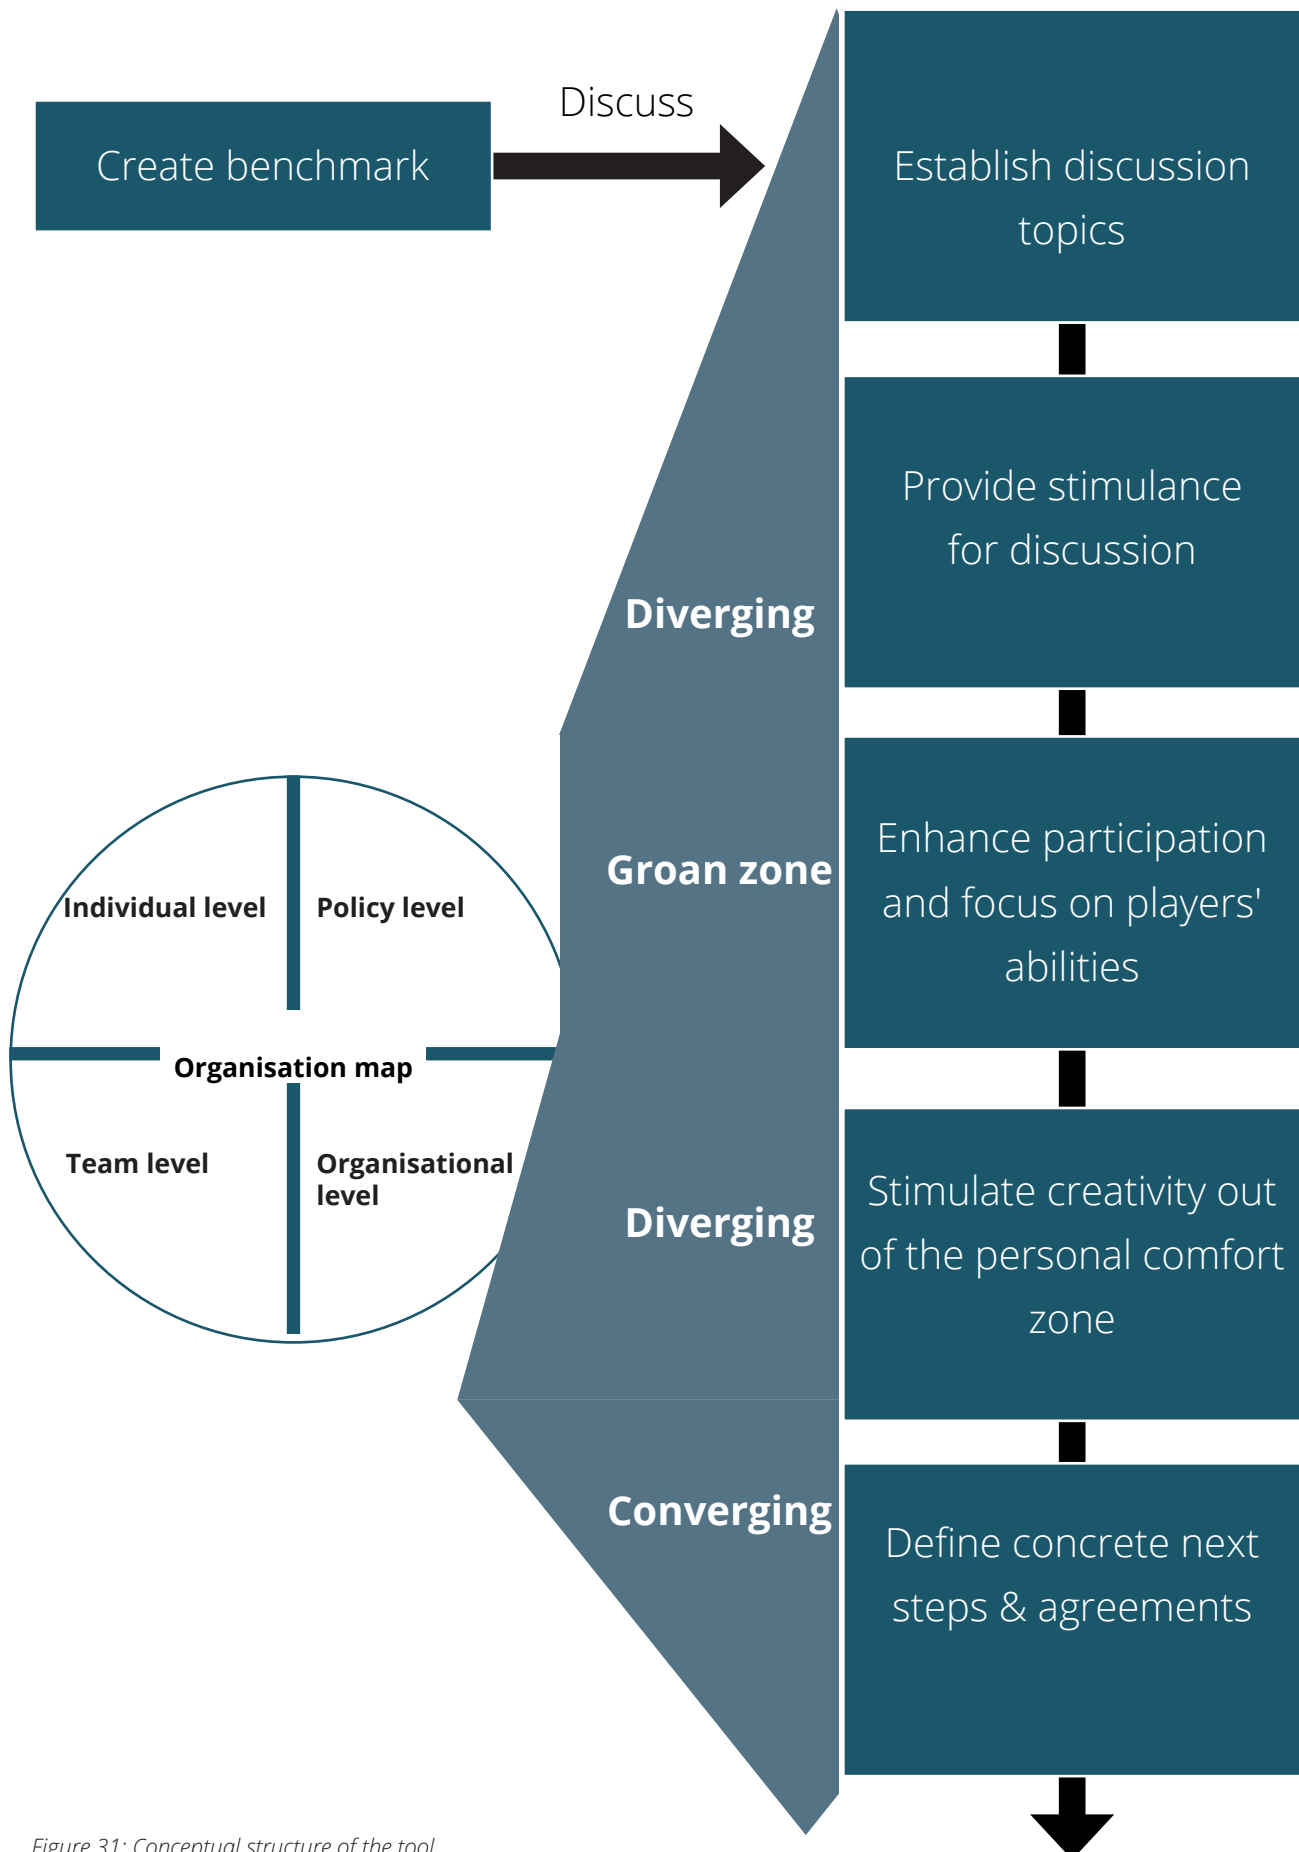 Discuss
Create benchmark
Establish discussion
topics
Provide stimulance
for discussion
Diverging
Enhance participation
and focus on players'
abilities
Groan zone
Individual level
Policy level
Organisation map
Team level
Organisational
level
Diverging
Stimulate creativity out
of the personal comfort
zone
Converging
Define concrete next
steps & agreements
Figure 31: Conceptual structure of the tool